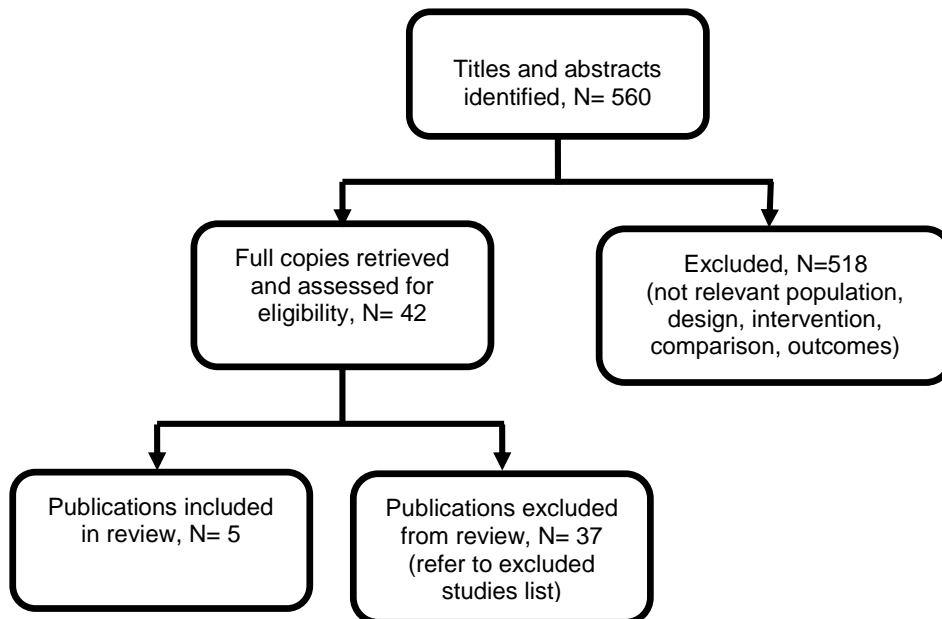 Titles and abstracts
identified, N= 560
Full copies retrieved
and assessed for
eligibility, N= 42
Excluded, N=518
(not relevant population,
design, intervention,
comparison, outcomes)
Publications included
in review, N= 5
Publications excluded
from review, N= 37
(refer to excluded
studies list)